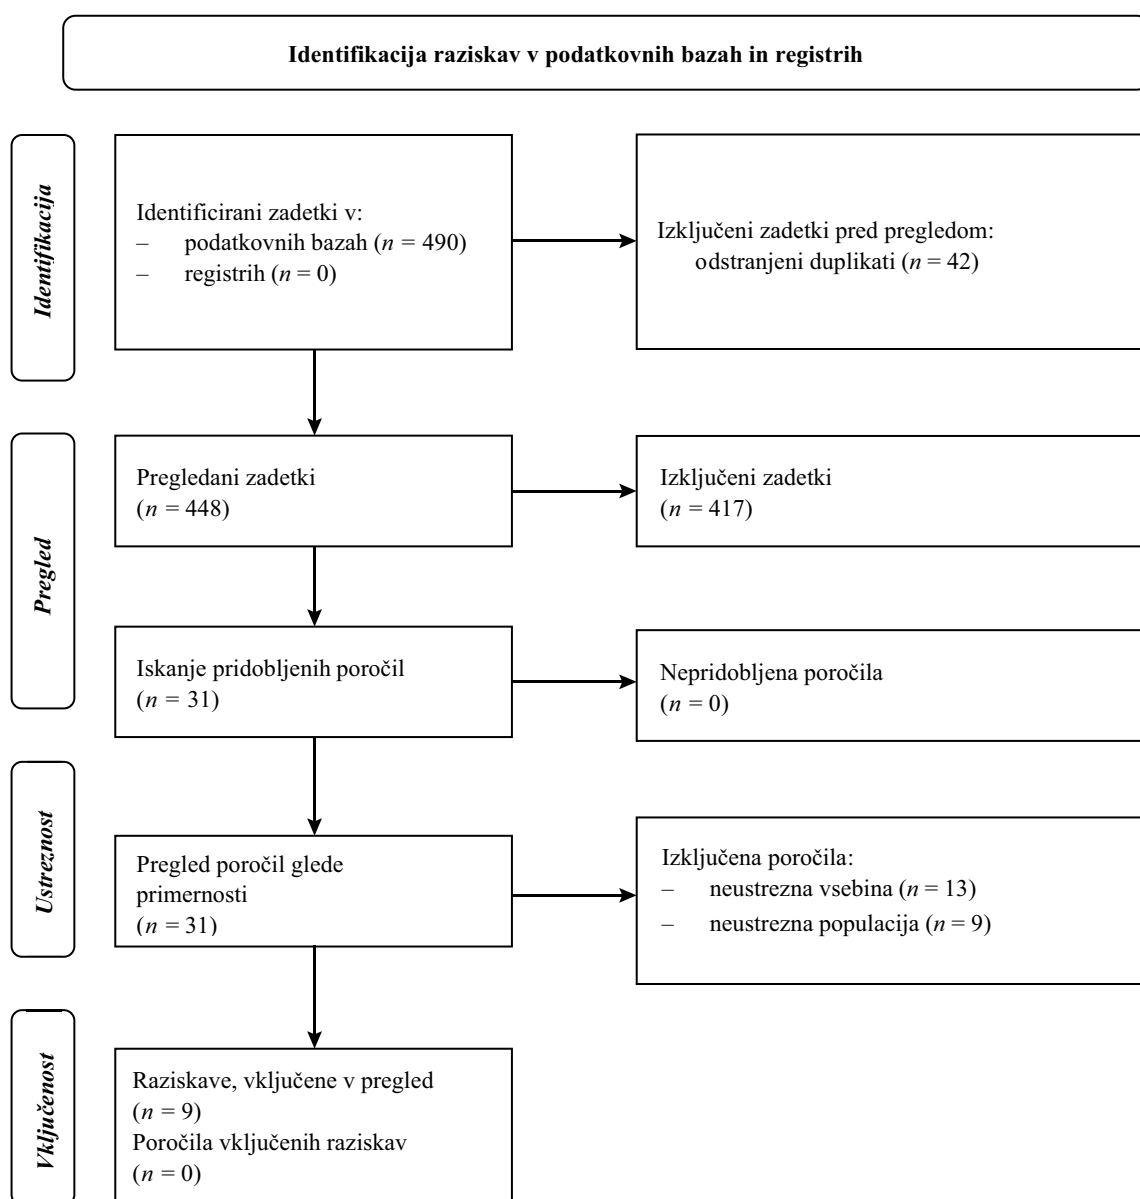 Identifikacija raziskav v podatkovnih bazah in registrih
Identifikacija
Identificirani zadetki v:
– podatkovnih bazah (n = 490)
– registrih (n = 0)
Izključeni zadetki pred pregledom:
odstranjeni duplikati (n = 42)
Pregled
Pregledani zadetki
(n = 448)
Izključeni zadetki
(n = 417)
Iskanje pridobljenih poročil
(n = 31)
Nepridobljena poročila
(n = 0)
Ustreznost
Pregled poročil glede
primernosti
(n = 31)
Izključena poročila:
– neustrezna vsebina (n = 13)
– neustrezna populacija (n = 9)
Vključenost
Raziskave, vključene v pregled
(n = 9)
Poročila vključenih raziskav
(n = 0)